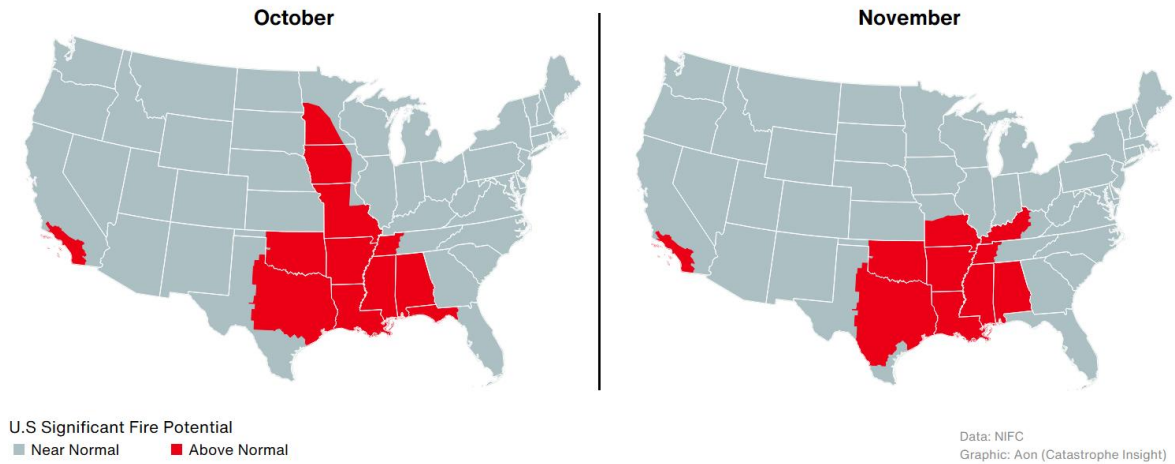 October
November
U.S Significant Fire Potential
Near Normal
Above Normal
Data: NIFC
Graphic: Aon (Catastrophe Insight)